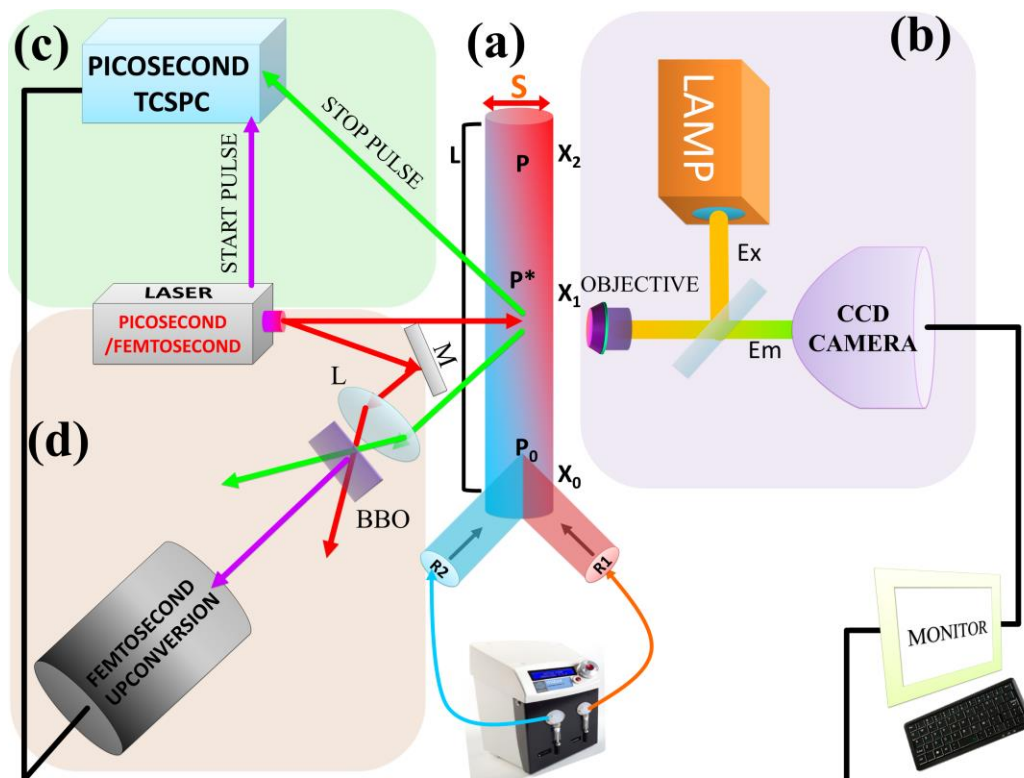 (c)
PICOSECOND
TCSPC
START PULSE
STOP PULSE
LASER
PICOSECOND
/FEMTOSECOND
(a)
S
L
P
X2
P*
X1
P0
X0
R2
R1
(b)
LAMP
Ex
OBJECTIVE
Em
CCD
CAMERA
(d)
M
L
BBO
FEMTOSECOND
UPCONVERSION
MONITOR